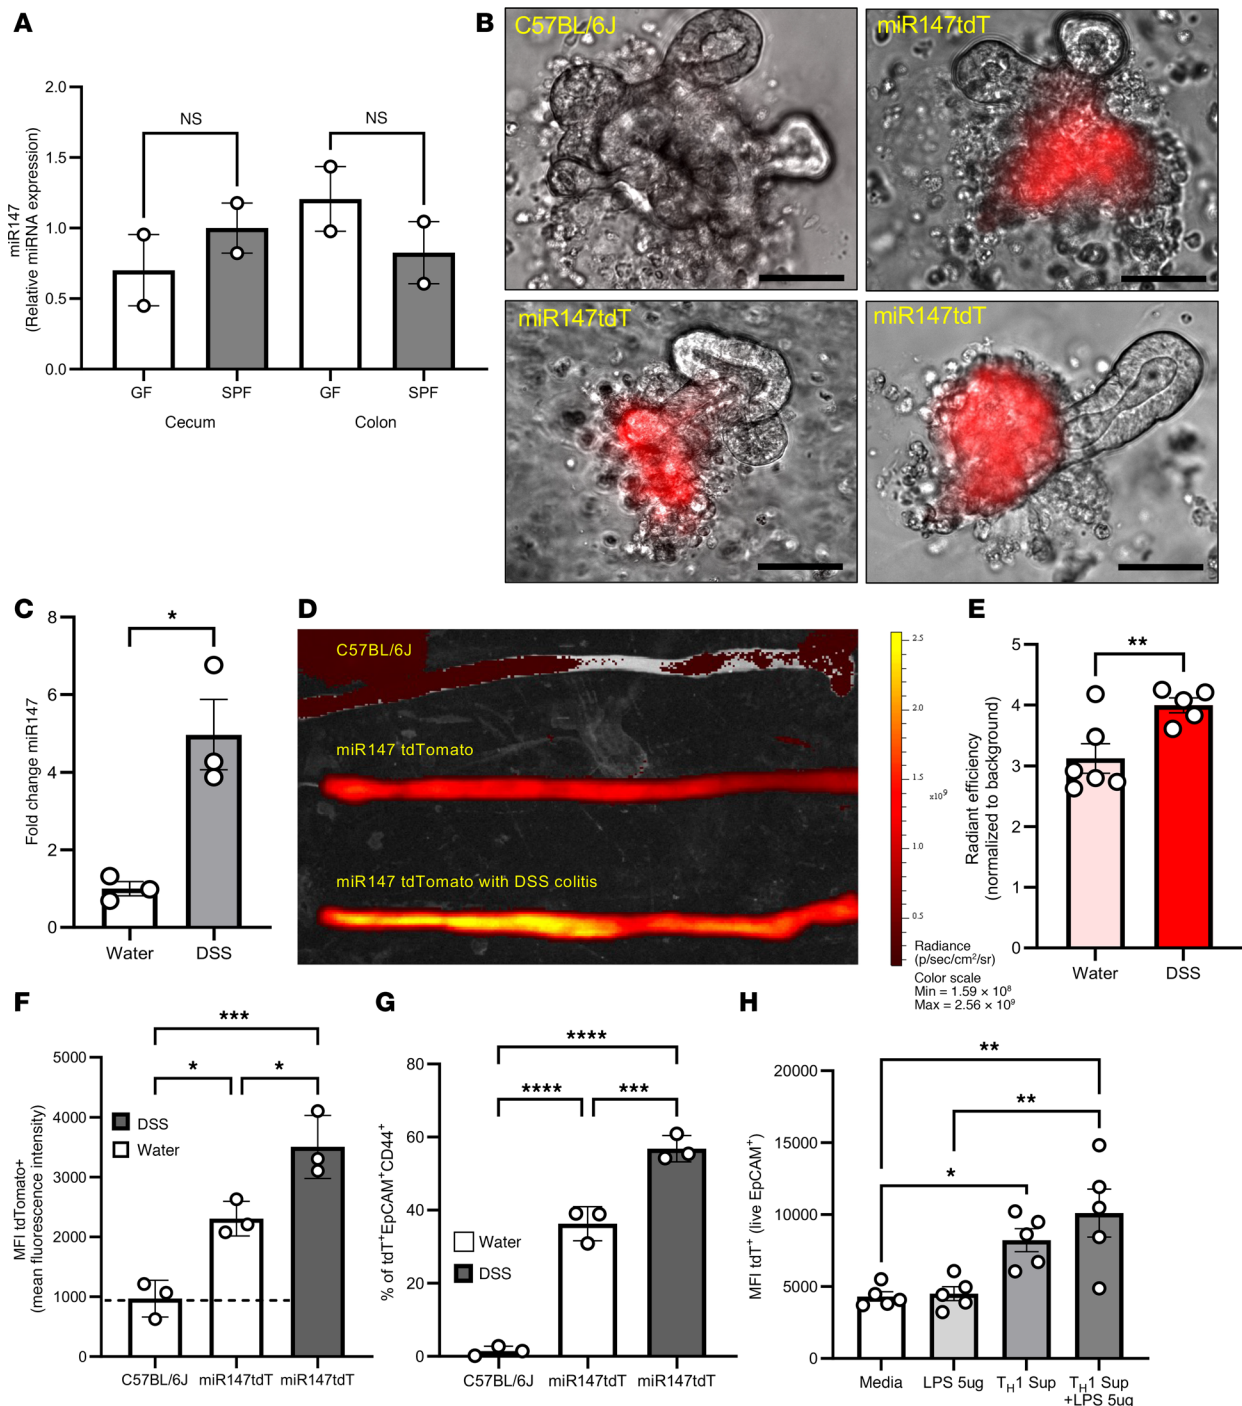 A
miR147
(Relative miRNA expression)
2.0
1.5
1.0
0.5
0.0
NS
NS
GF
SPF
GF
SPF
Cecum
Colon
B
C57BL/6J
miR147tdT
miR147tdT
miR147tdT
C
Fold change miR147
8
6
4
2
0
*
Water
DSS
D
C57BL/6J
miR147 tdTomato
miR147 tdTomato with DSS colitis
2.5
2.0
1.5
×10⁹
1.0
0.5
Radiance
(p/sec/cm²/sr)
Color scale
Min = 1.59 × 10⁸
Max = 2.56 × 10⁹
E
Radiant efficiency
(normalized to background)
5
4
3
2
1
0
**
Water
DSS
F
MFI tdTomato+
(mean fluorescence intensity)
5000
4000
3000
2000
1000
0
***
*
*
DSS
Water
C57BL/6J
miR147tdT
miR147tdT
G
% of tdT⁺EpCAM⁺CD44⁺
80
60
40
20
0
****
****
***
Water
DSS
C57BL/6J
miR147tdT
miR147tdT
H
MFI tdT⁺ (live EpCAM⁺)
20000
15000
10000
5000
0
**
**
*
Media
LPS 5ug
T_H1 Sup
T_H1 Sup
+LPS 5ug